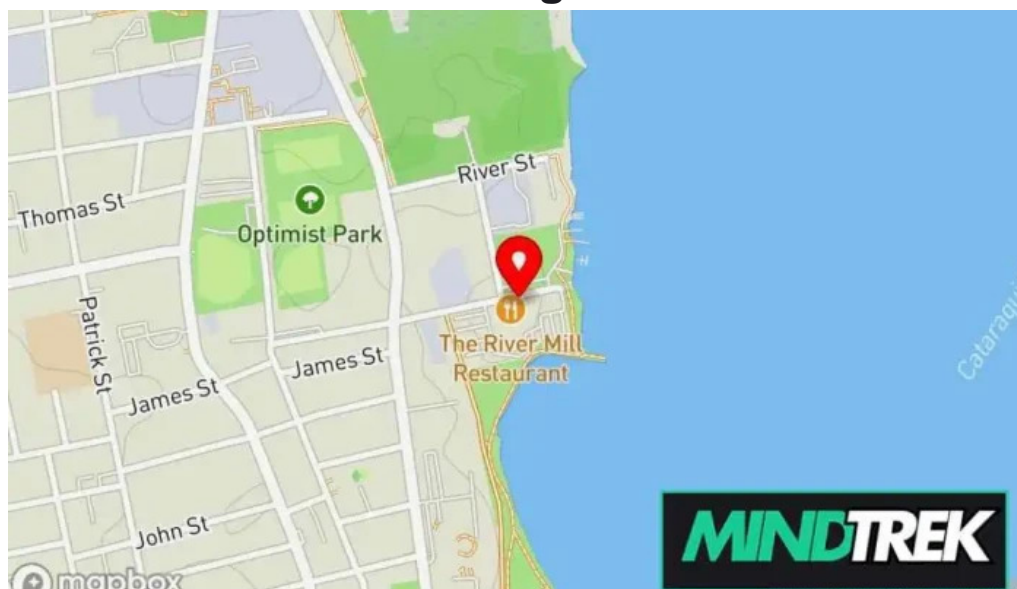 River St
Thomas St
Optimist Park
Patrick St
The River Mill
Restaurant
James St
James St
Cataraqui
John St
MINDTREK
mapbox